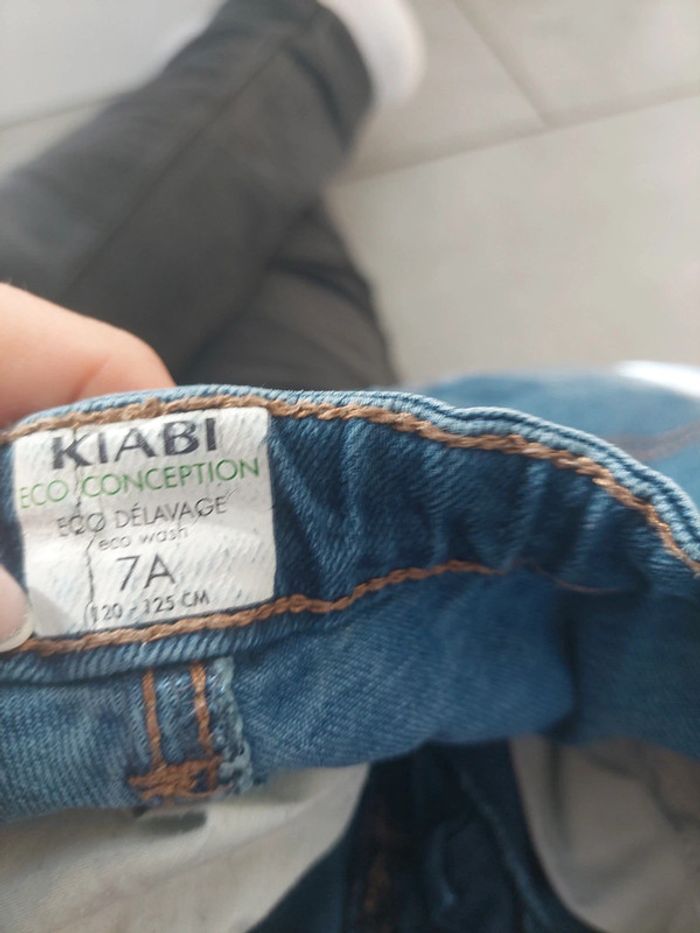 KIABI
ECO CONCEPTION
ECO DÉLAVAGE
eco wash
7A
120 - 125 CM